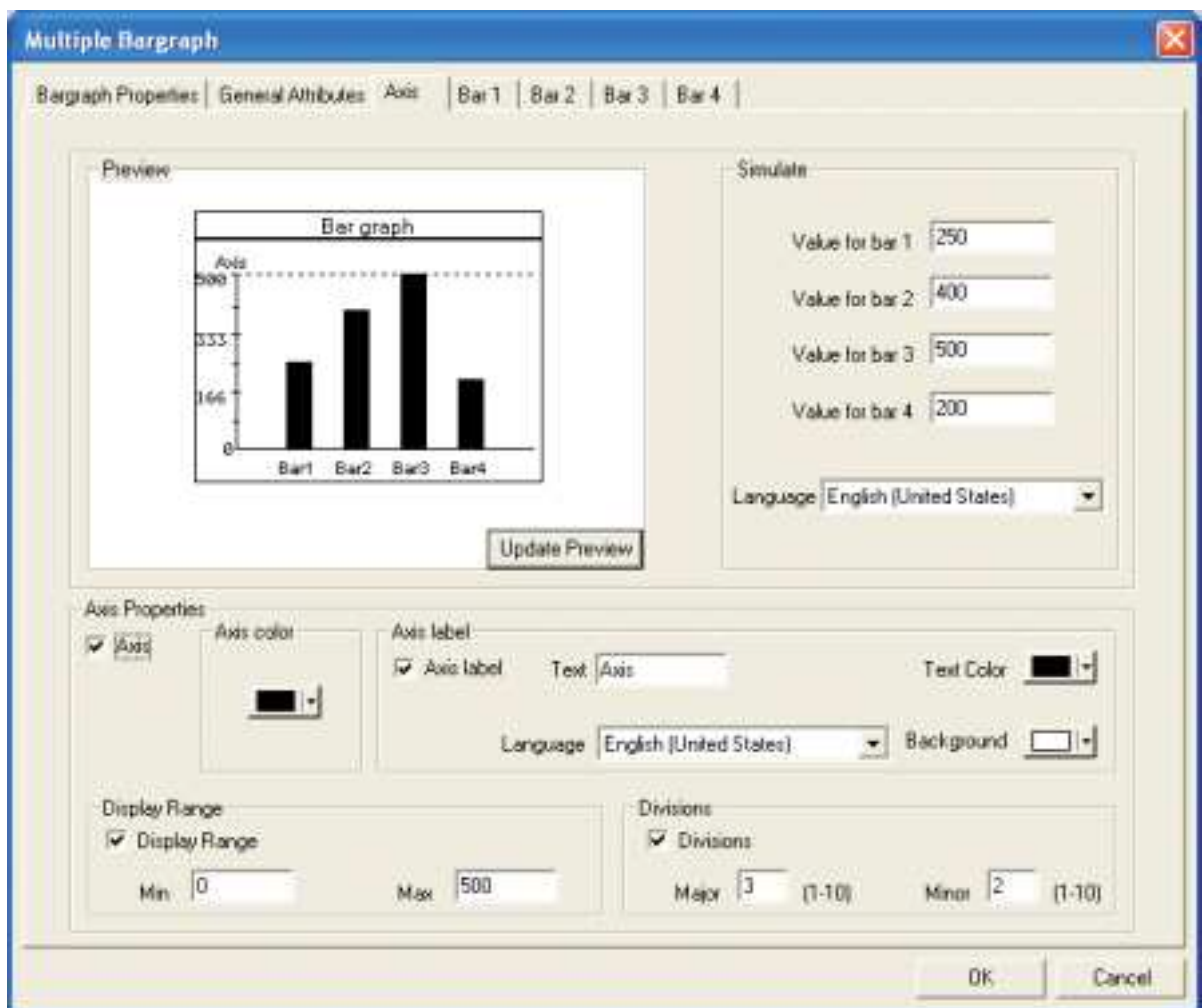 Multiple Bargraph
Bargraph Properties General Attributes Axis Bar 1 Bar 2 Bar 3 Bar 4
Preview
Bar graph
Axis
500
333
166
0
Bar1 Bar2 Bar3 Bar4
Update Preview
Simulate
Value for bar 1 250
Value for bar 2 400
Value for bar 3 500
Value for bar 4 200
Language English (United States)
Axis Properties
Axis
Axis color
Axis label
Axis label Text Axis Text Color
Language English (United States) Background
Display Range
Display Range
Min 0 Max 500
Divisions
Divisions
Major 3 (1-10) Minor 2 (1-10)
OK Cancel